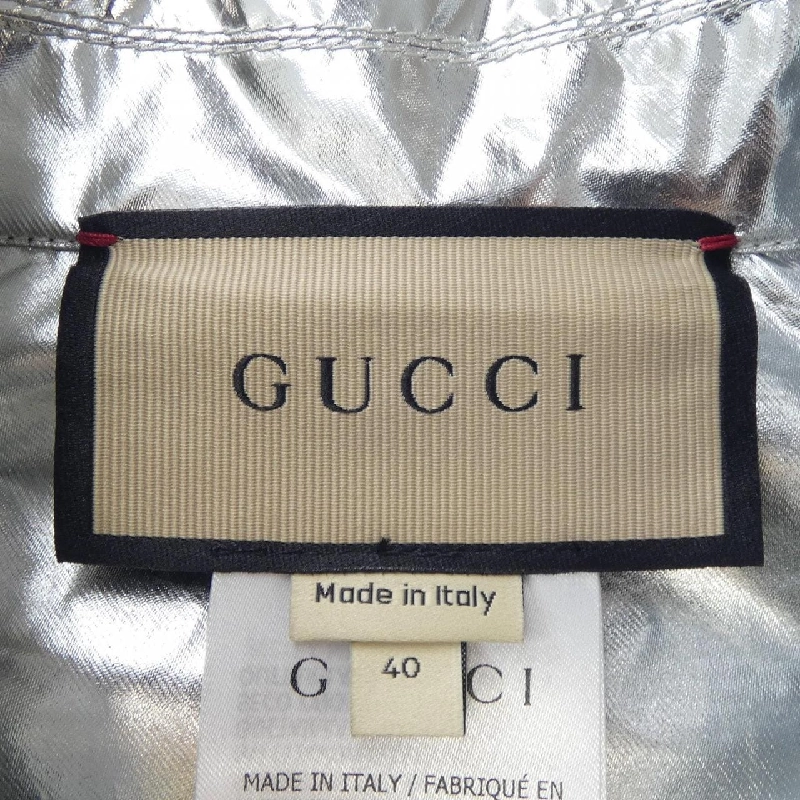 GUCCI
Made in Italy
40
G CI
MADE IN ITALY / FABRIQUÉ EN